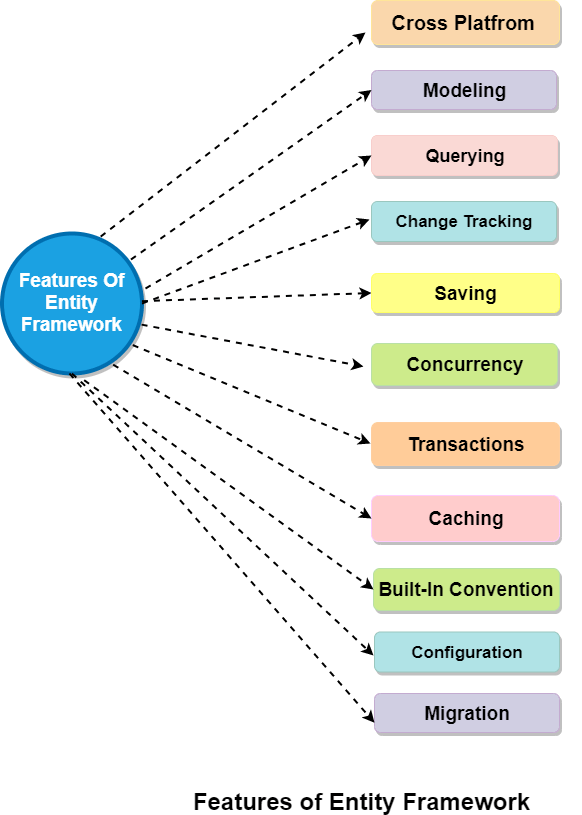 Cross Platfrom
Modeling
Querying
Change Tracking
Features Of
Entity
Framework
Saving
Concurrency
Transactions
Caching
Built-In Convention
Configuration
Migration
Features of Entity Framework